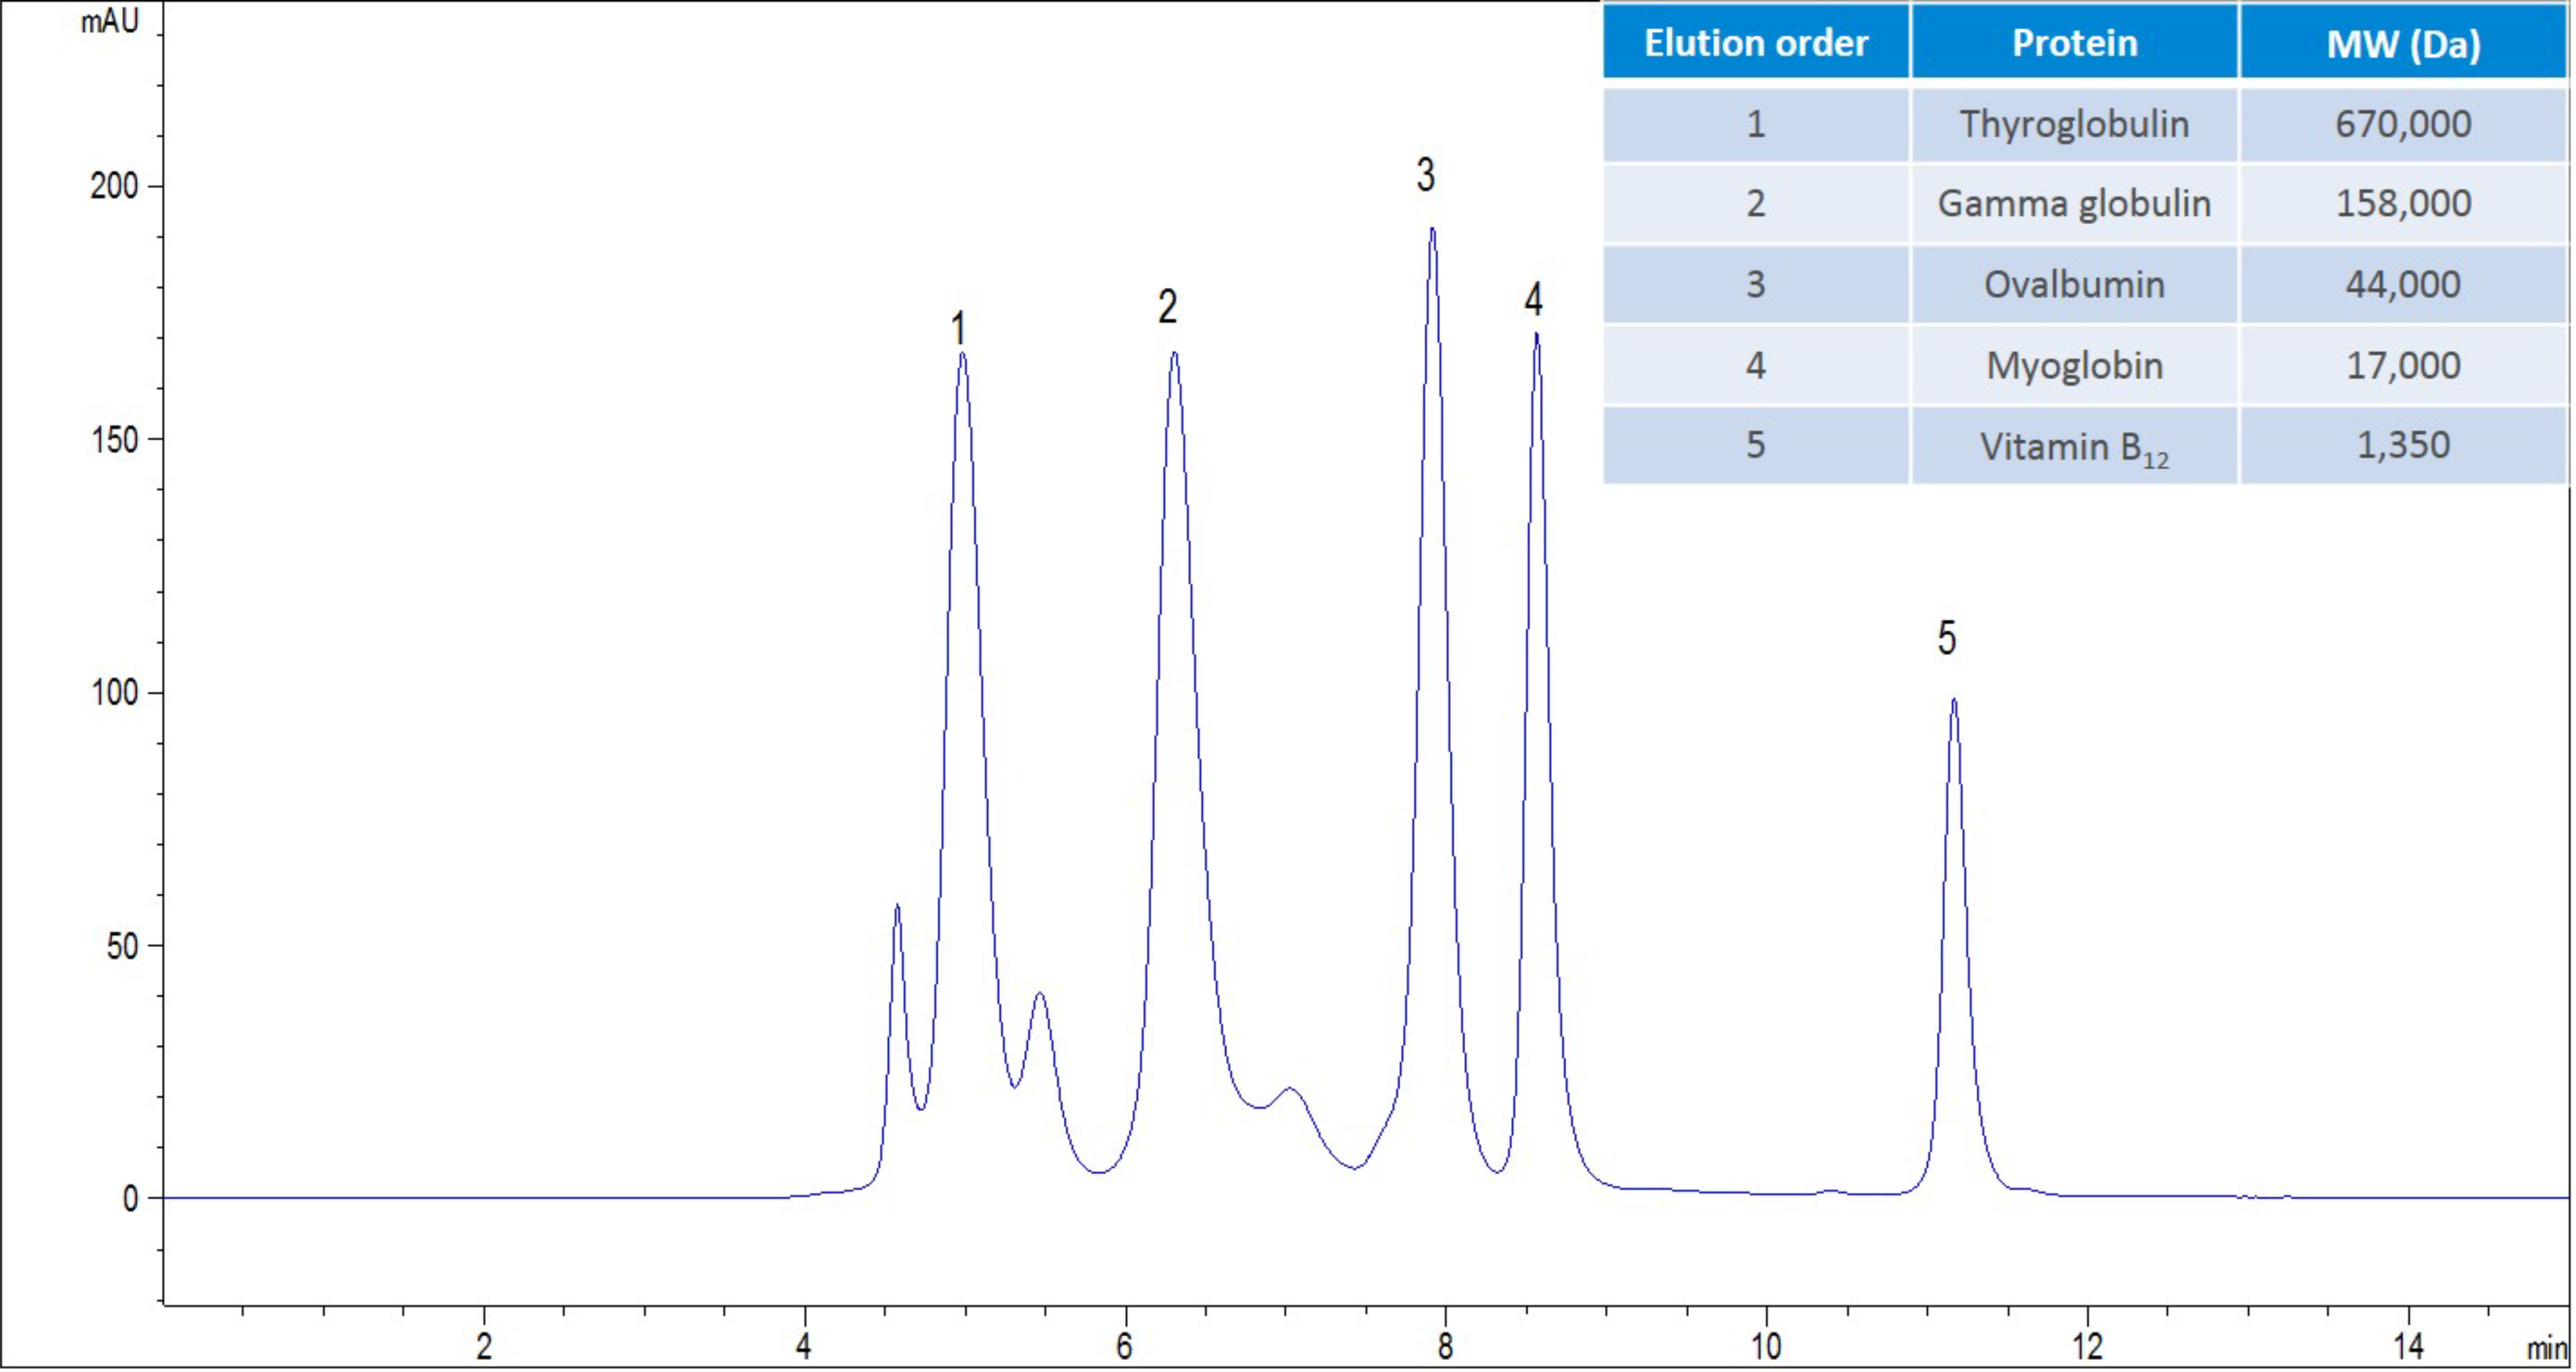 mAU
200
150
100
50
0
1
2
3
4
5
2 4 6 8 10 12 14 min
Elution order Protein MW (Da)
1 Thyroglobulin 670,000
2 Gamma globulin 158,000
3 Ovalbumin 44,000
4 Myoglobin 17,000
5 Vitamin B₁₂ 1,350